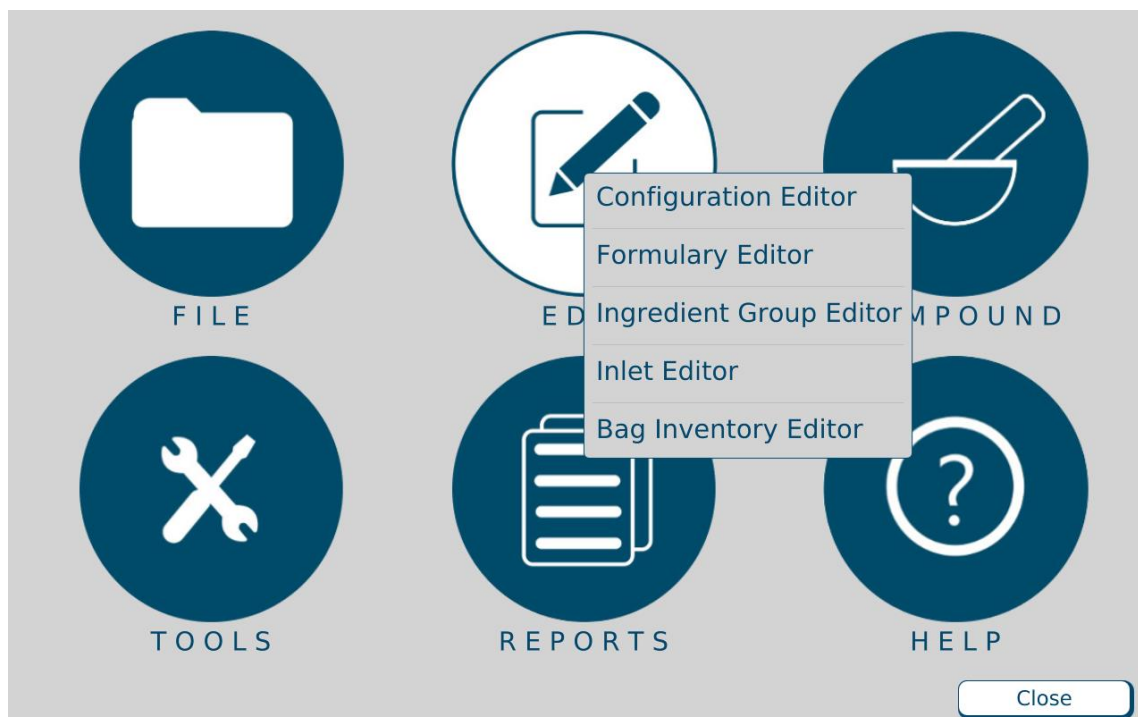 FILE
ED
MPOUND
Configuration Editor
Formulary Editor
Ingredient Group Editor
Inlet Editor
Bag Inventory Editor
?
TOOLS
REPORTS
HELP
Close